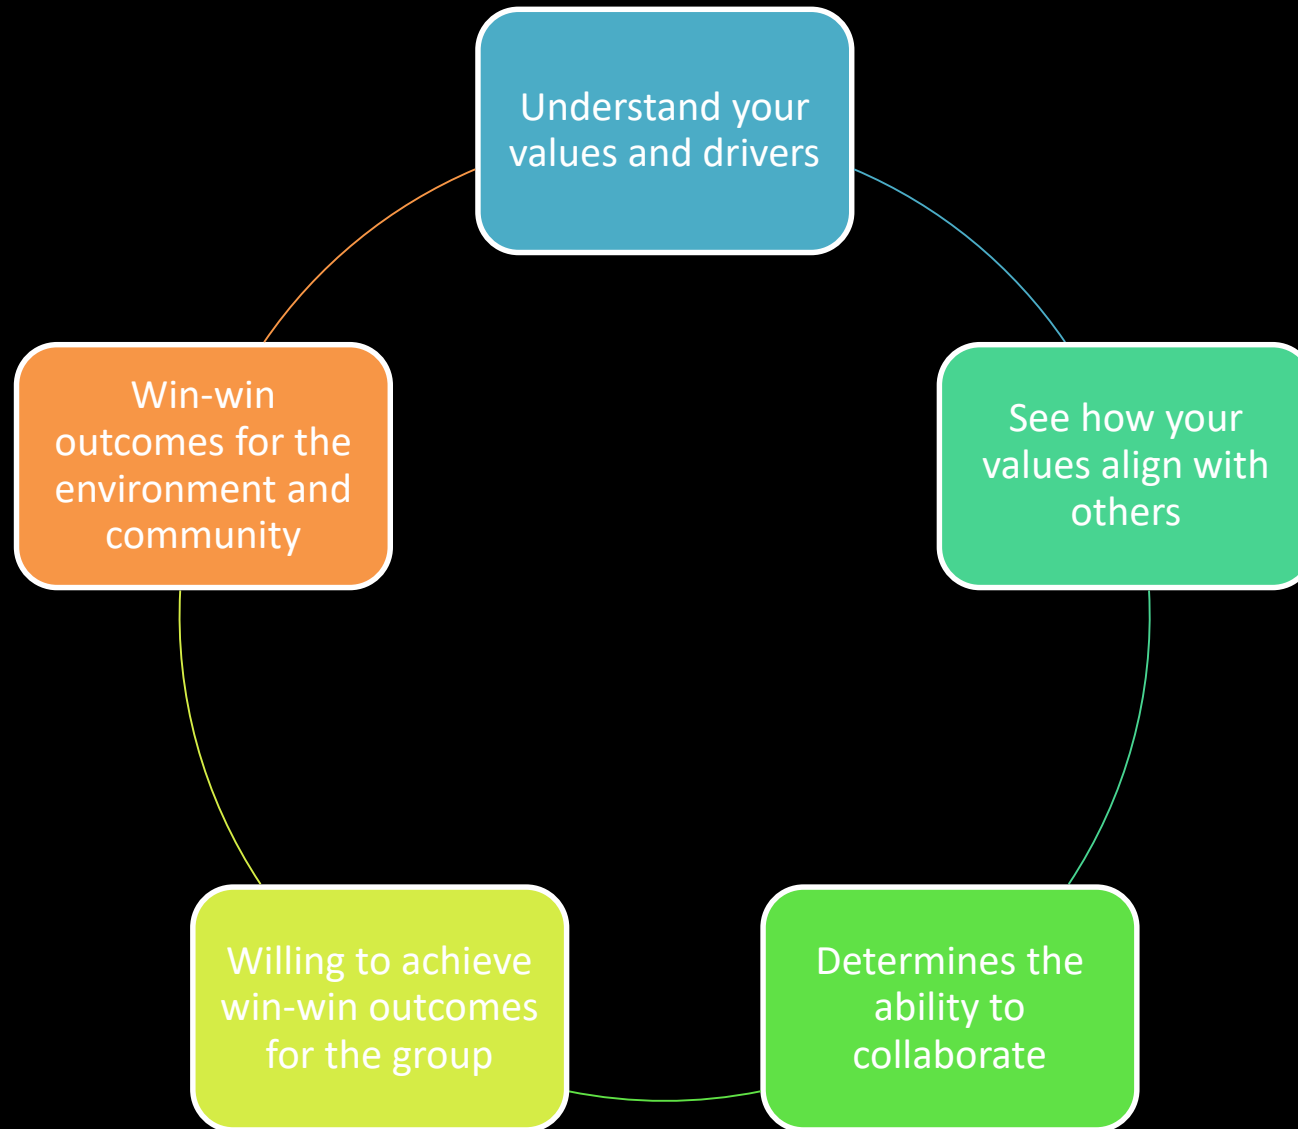 Understand your
values and drivers
See how your
values align with
others
Determines the
ability to
collaborate
Willing to achieve
win-win outcomes
for the group
Win-win
outcomes for the
environment and
community